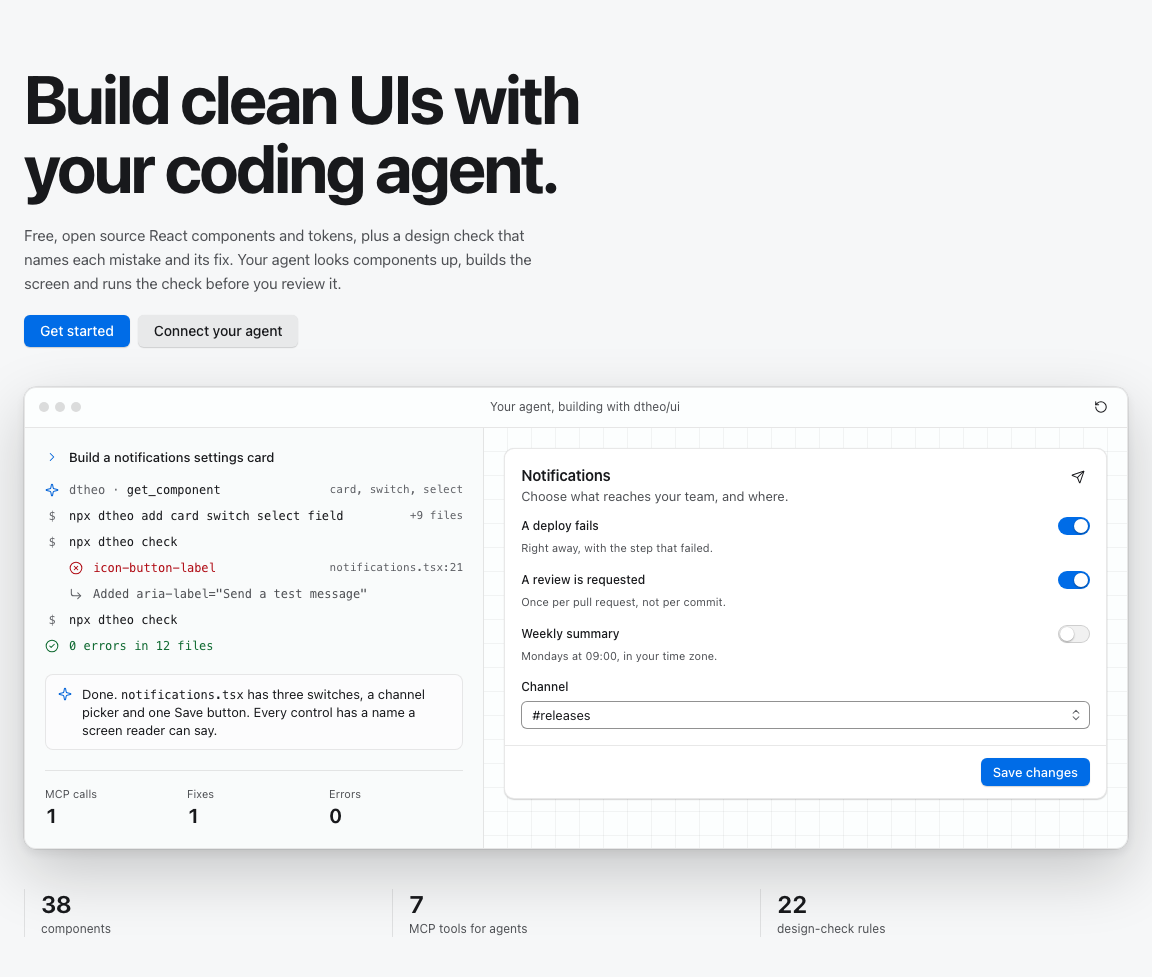 Build clean UIs with
your coding agent.
Free, open source React components and tokens, plus a design check that
names each mistake and its fix. Your agent looks components up, builds the
screen and runs the check before you review it.
Get started
Connect your agent
Your agent, building with dtheo/ui
Build a notifications settings card
dtheo · get_component
card, switch, select
$ npx dtheo add card switch select field
+9 files
$ npx dtheo check
icon-button-label
notifications.tsx:21
Added aria-label="Send a test message"
$ npx dtheo check
0 errors in 12 files
Done. notifications.tsx has three switches, a channel
picker and one Save button. Every control has a name a
screen reader can say.
MCP calls
1
Fixes
1
Errors
0
Notifications
Choose what reaches your team, and where.
A deploy fails
Right away, with the step that failed.
A review is requested
Once per pull request, not per commit.
Weekly summary
Mondays at 09:00, in your time zone.
Channel
#releases
Save changes
38
components
7
MCP tools for agents
22
design-check rules